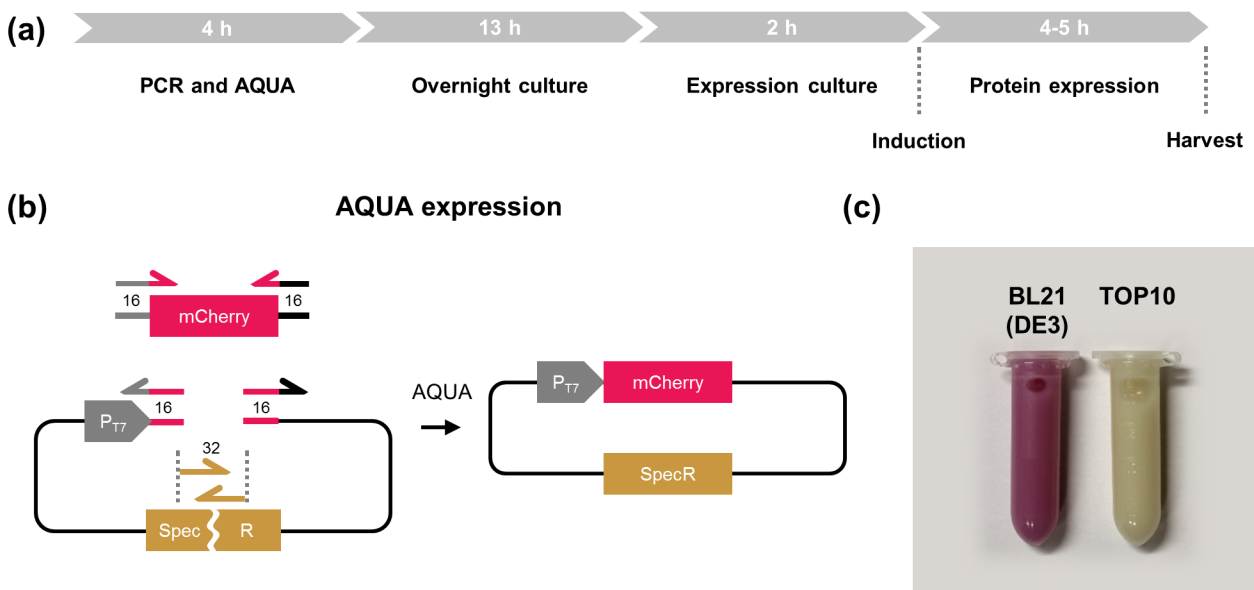 (a)
4 h
13 h
2 h
4-5 h
PCR and AQUA
Overnight culture
Expression culture
Protein expression
Induction
Harvest
(b)
AQUA expression
16
16
mCherry
16
16
PT7
32
Spec
R
AQUA
PT7
mCherry
SpecR
(c)
BL21
(DE3)
TOP10